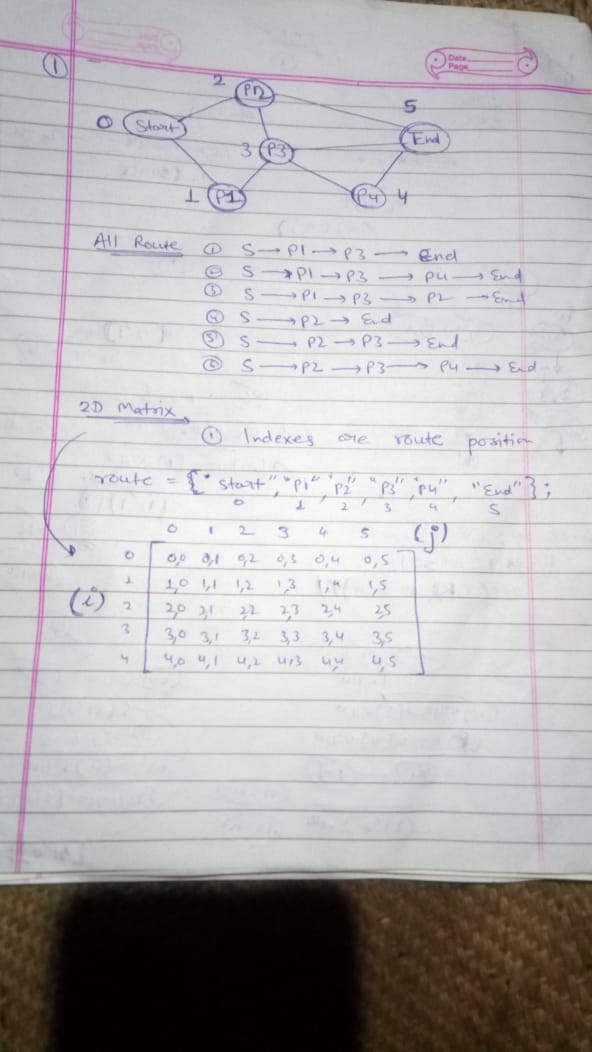 Date
Page
1
2
P2
5
0 Start
End
3 P3
1 P1
P4 4
All Route ① S → P1 → P3 → End
② S → P1 → P3 → P4 → End
③ S → P1 → P3 → P2 → End
④ S → P2 → End
⑤ S → P2 → P3 → End
⑥ S → P2 → P3 → P4 → End
2D Matrix
① Indexes are route position
route = {"start", "P1", "P2", "P3", "P4", "End"};
0 1 2 3 4 5
0 1 2 3 4 5 (j)
0 0,0 0,1 0,2 0,3 0,4 0,5
1 1,0 1,1 1,2 1,3 1,4 1,5
(i) 2 2,0 2,1 2,2 2,3 2,4 25
3 3,0 3,1 3,2 3,3 3,4 3,5
4 4,0 4,1 4,2 4,3 4,4 4,5